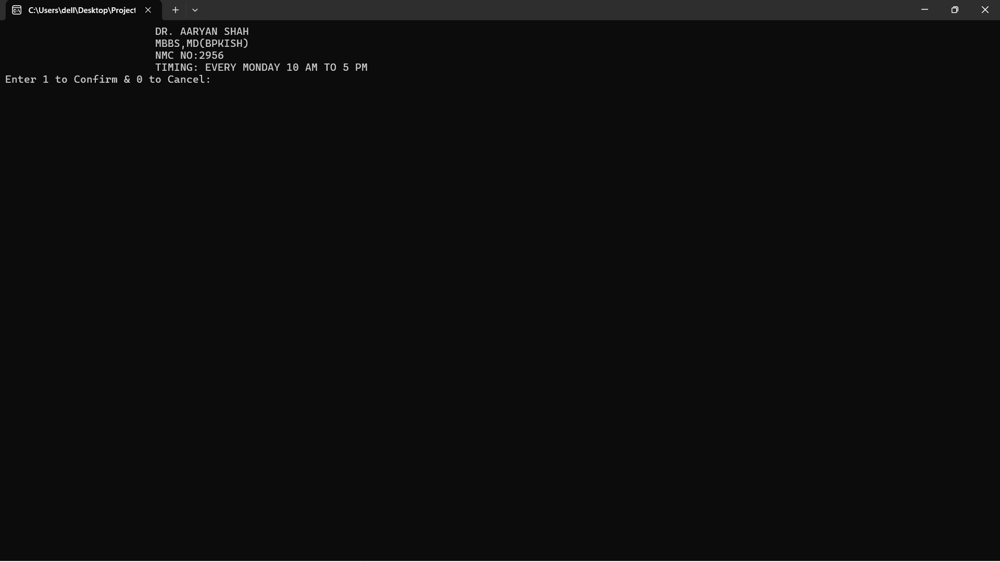 C:\Users\dell\Desktop\Project
DR. AARYAN SHAH
MBBS,MD(BPKISH)
NMC NO:2956
TIMING: EVERY MONDAY 10 AM TO 5 PM
Enter 1 to Confirm & 0 to Cancel: